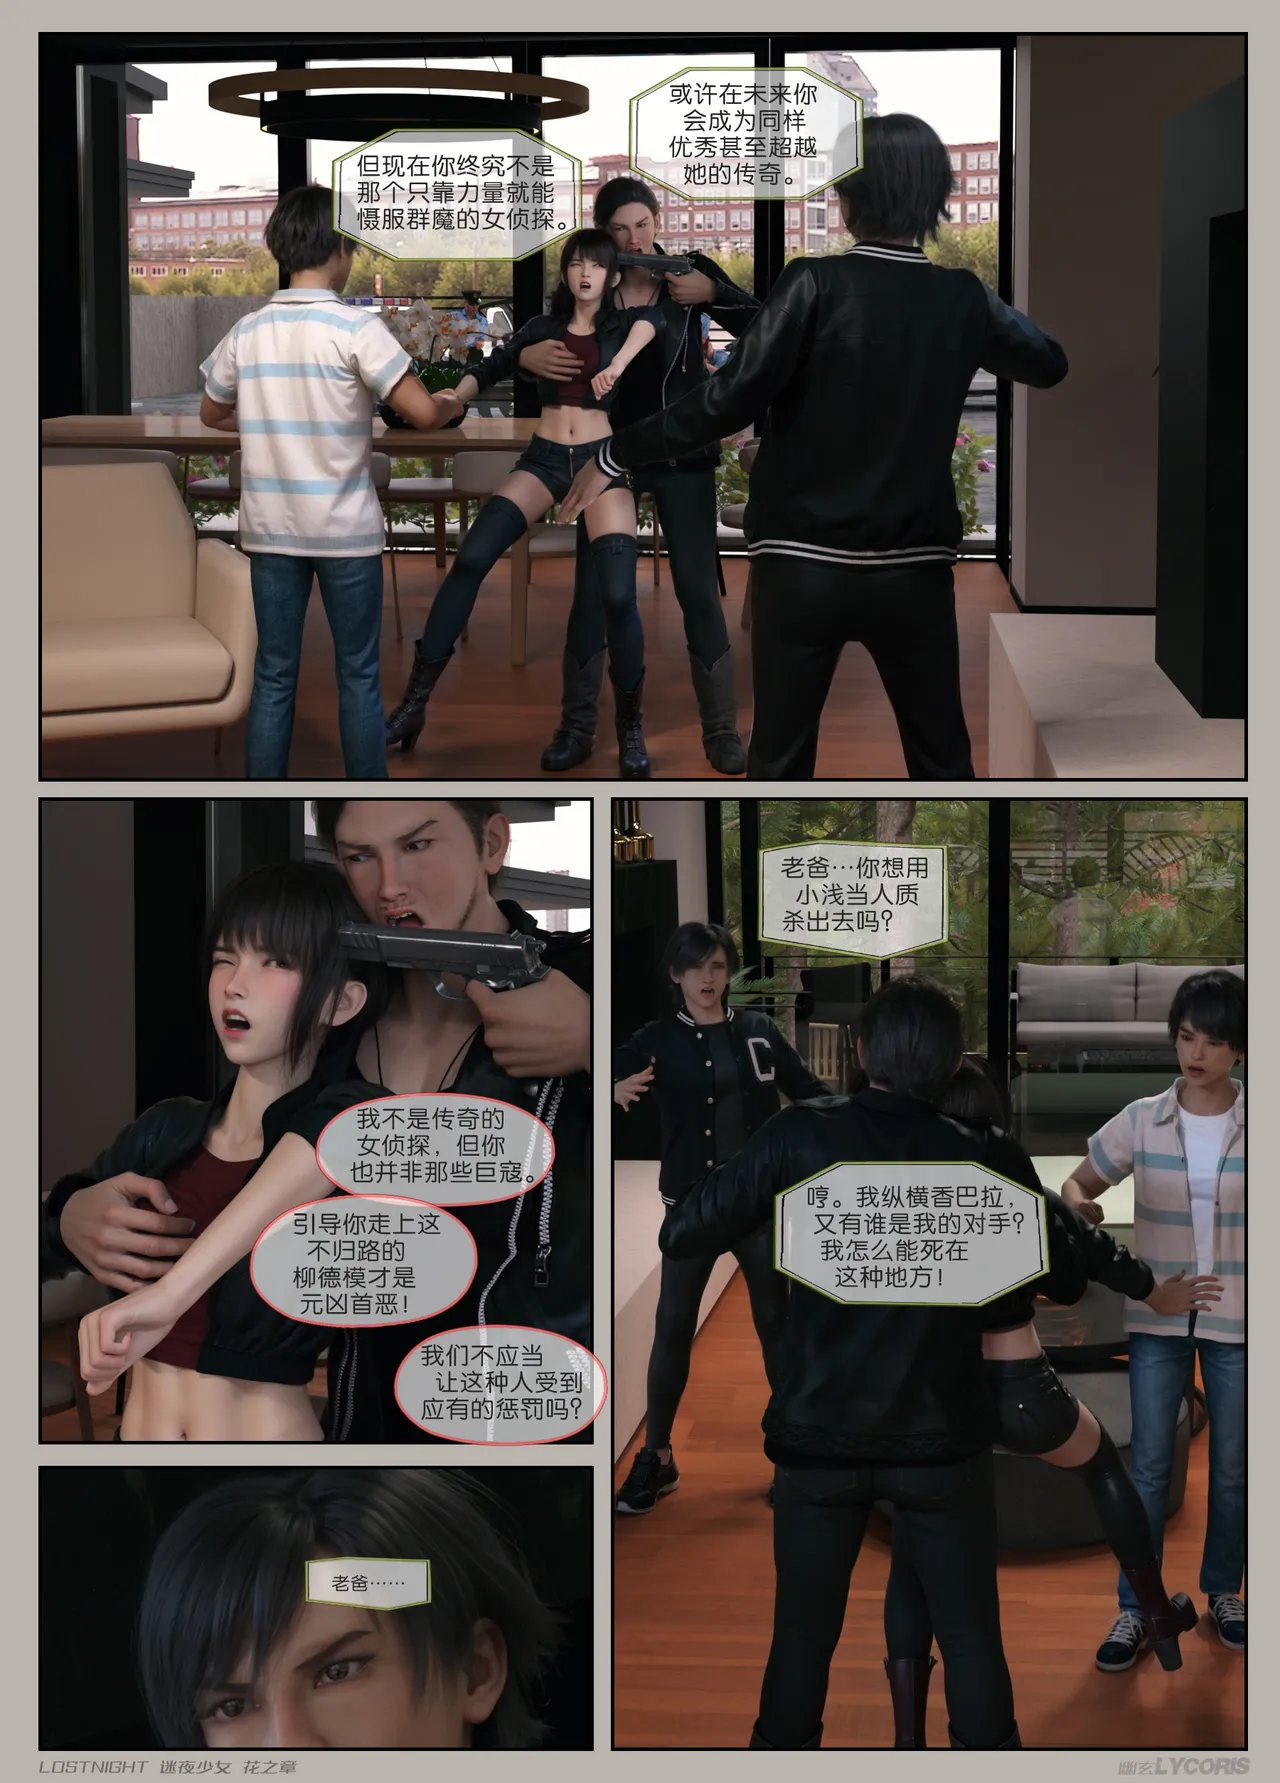 或许在未来你
会成为同样
优秀甚至超越
她的传奇。
但现在你终究不是
那个只靠力量就能
慑服群魔的女侦探。
我不是传奇的
女侦探，但你
也并非那些巨寇。
引导你走上这
不归路的
柳德模才是
元凶首恶！
我们不应当
让这种人受到
应有的惩罚吗？
老爸…你想用
小浅当人质
杀出去吗？
哼。我纵横香巴拉，
又有谁是我的对手？
我怎么能死在
这种地方！
老爸……
C
LOSTNIGHT 迷夜少女 花之章
幽玄LYCORIS